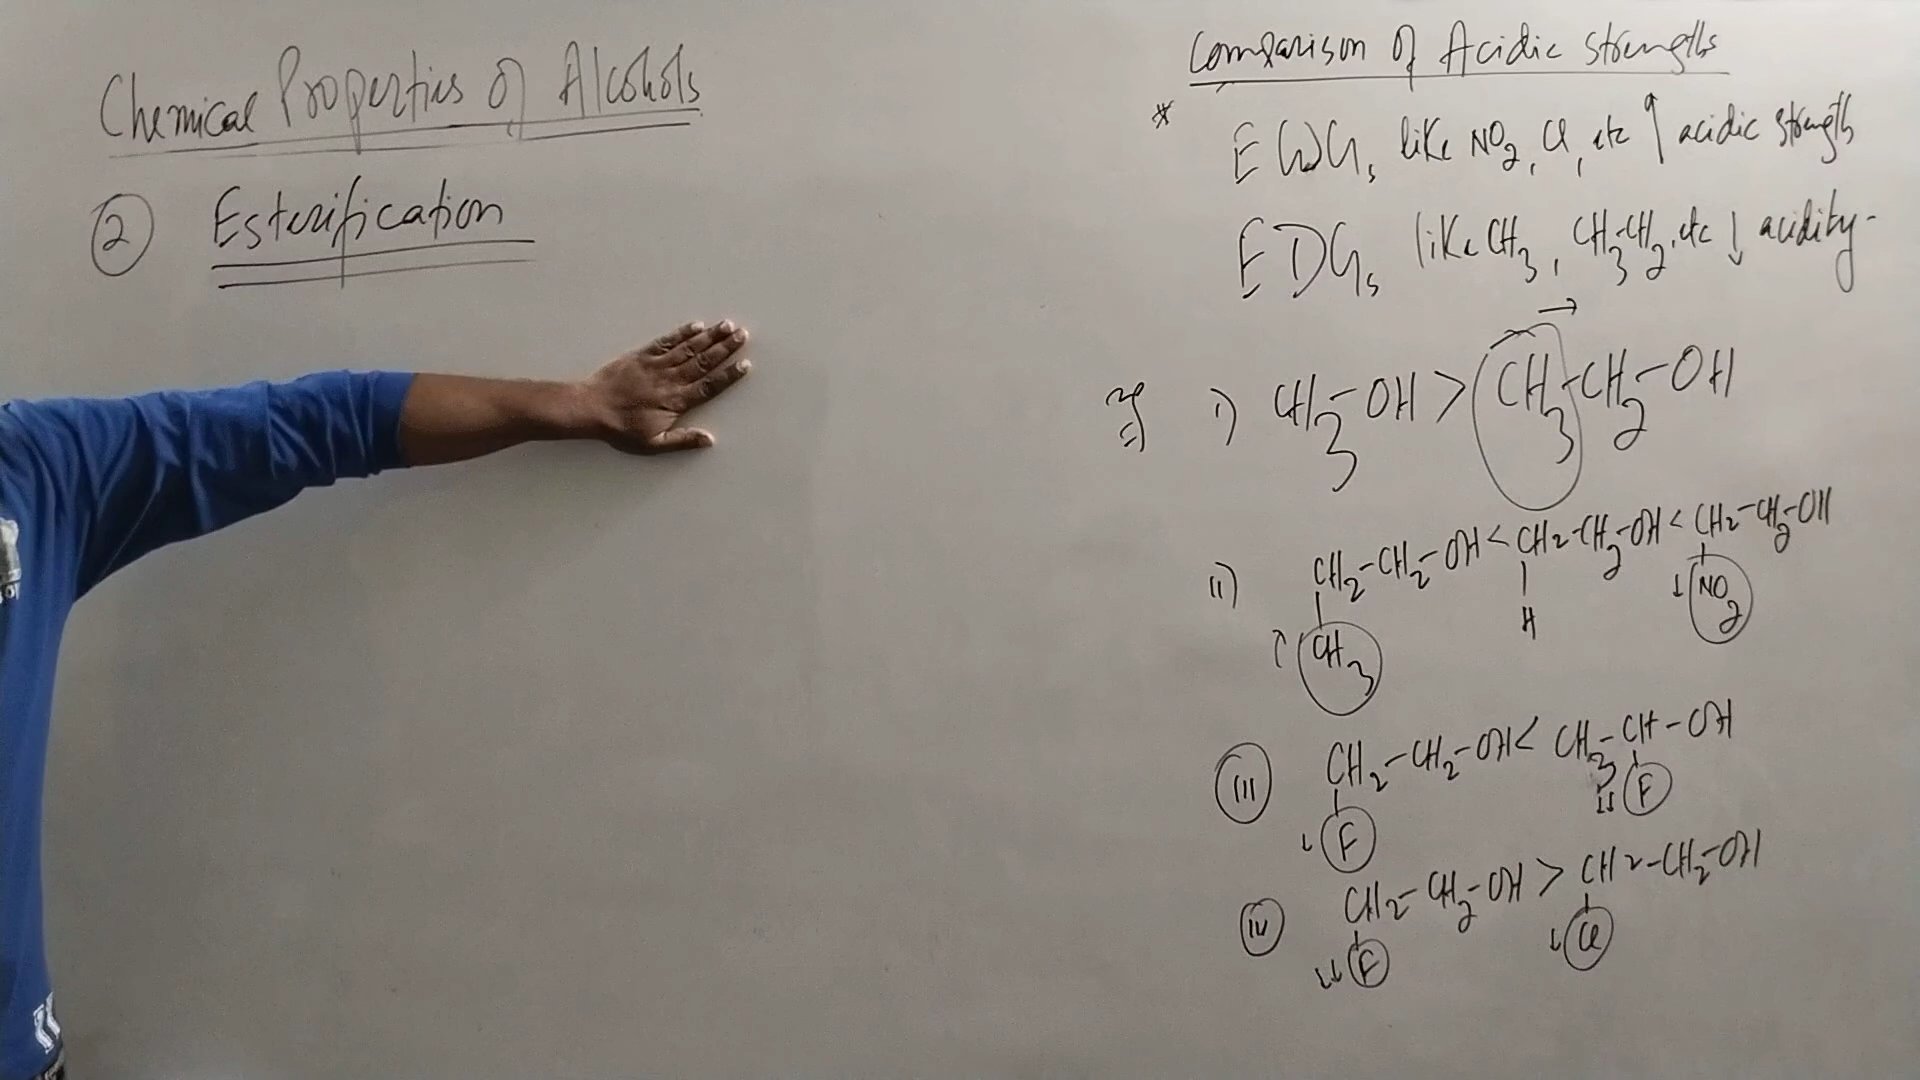 Chemical Properties of Alcohols
② Esterification
Comparison of Acidic Strengths
* EWGs like NO2, Cl, etc ↑ acidic strength
EDGs like CH3, CH3-CH2, etc ↓ acidity.
→
i) CH3-OH > CH3-CH2-OH
ii) CH2-CH2-OH < CH2-CH2-OH < CH2-CH2-OH
↑ CH3 H ↓ NO2
iii) CH2-CH2-OH < CH3-CH-OH
↓ F ↓↓ F
iv) CH2-CH2-OH > CH2-CH2-OH
↓↓ F ↓ Cl